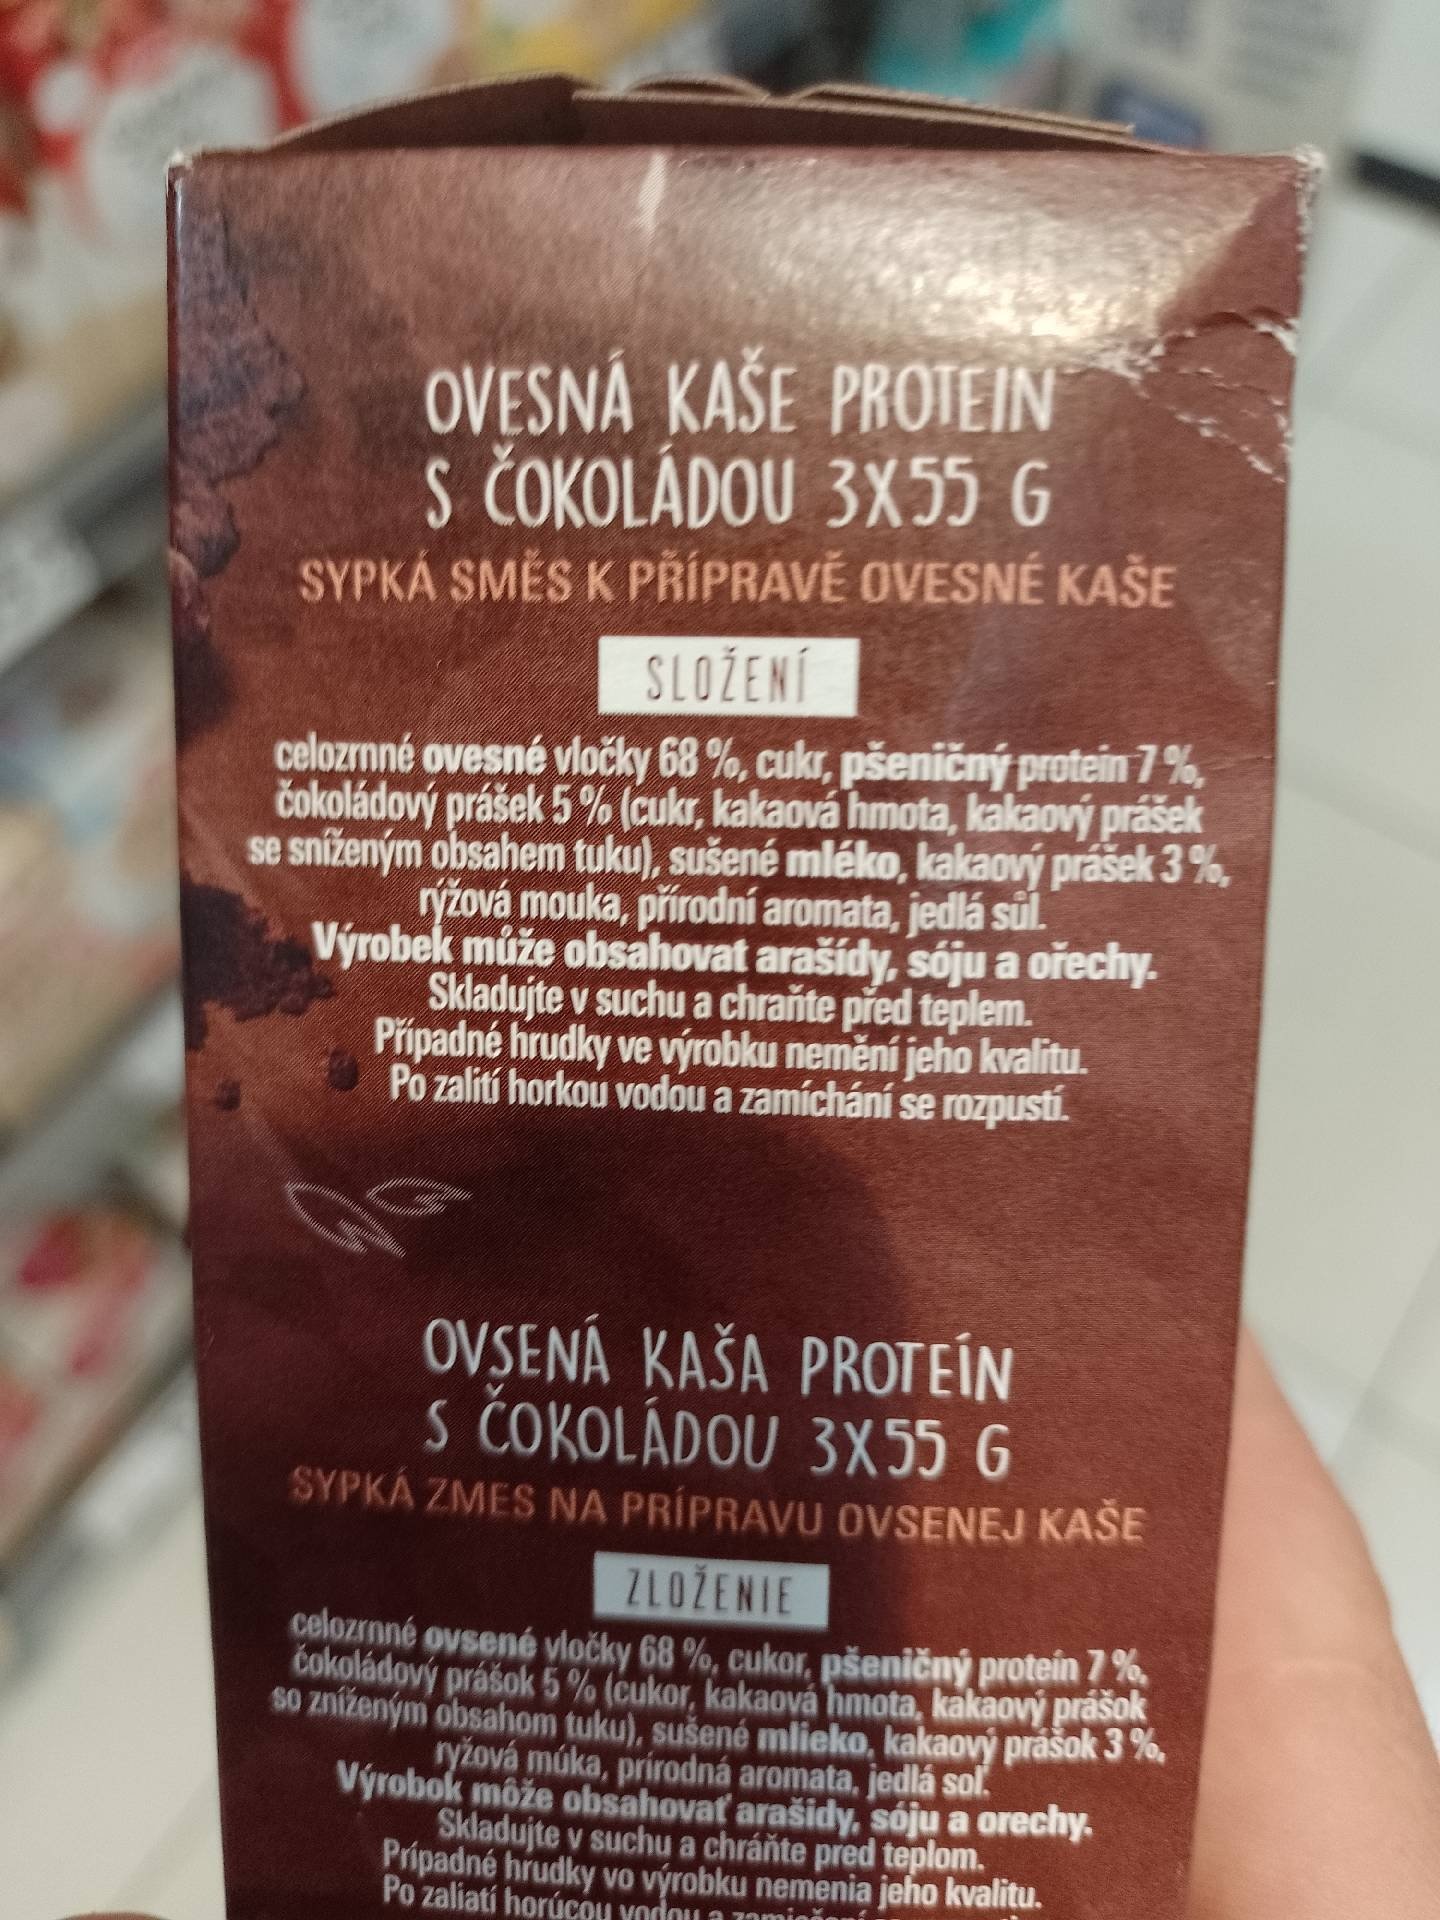 OVESNÁ KAŠE PROTEIN
S ČOKOLÁDOU 3X55 G
SYPKÁ SMĚS K PŘÍPRAVĚ OVESNÉ KAŠE
SLOŽENÍ
celozrnné ovesné vločky 68 %, cukr, pšeničný protein 7 %,
čokoládový prášek 5 % (cukr, kakaová hmota, kakaový prášek
se sníženým obsahem tuku), sušené mléko, kakaový prášek 3 %,
rýžová mouka, přírodní aromata, jedlá sůl.
Výrobek může obsahovat arašídy, sóju a ořechy.
Skladujte v suchu a chraňte před teplem.
Případné hrudky ve výrobku nemění jeho kvalitu.
Po zalití horkou vodou a zamíchání se rozpustí.
OVSENÁ KAŠA PROTEÍN
S ČOKOLÁDOU 3X55 G
SYPKÁ ZMES NA PRÍPRAVU OVSENEJ KAŠE
ZLOŽENIE
celozrnné ovsené vločky 68 %, cukor, pšeničný proteín 7 %,
čokoládový prášok 5 % (cukor, kakaová hmota, kakaový prášok
so zníženým obsahom tuku), sušené mlieko, kakaový prášok 3 %,
ryžová múka, prírodná aromata, jedlá soľ.
Výrobok môže obsahovať arašidy, sóju a orechy.
Skladujte v suchu a chráňte pred teplom.
Prípadné hrudky vo výrobku nemenia jeho kvalitu.
Po zaliatí horúcou vodou a